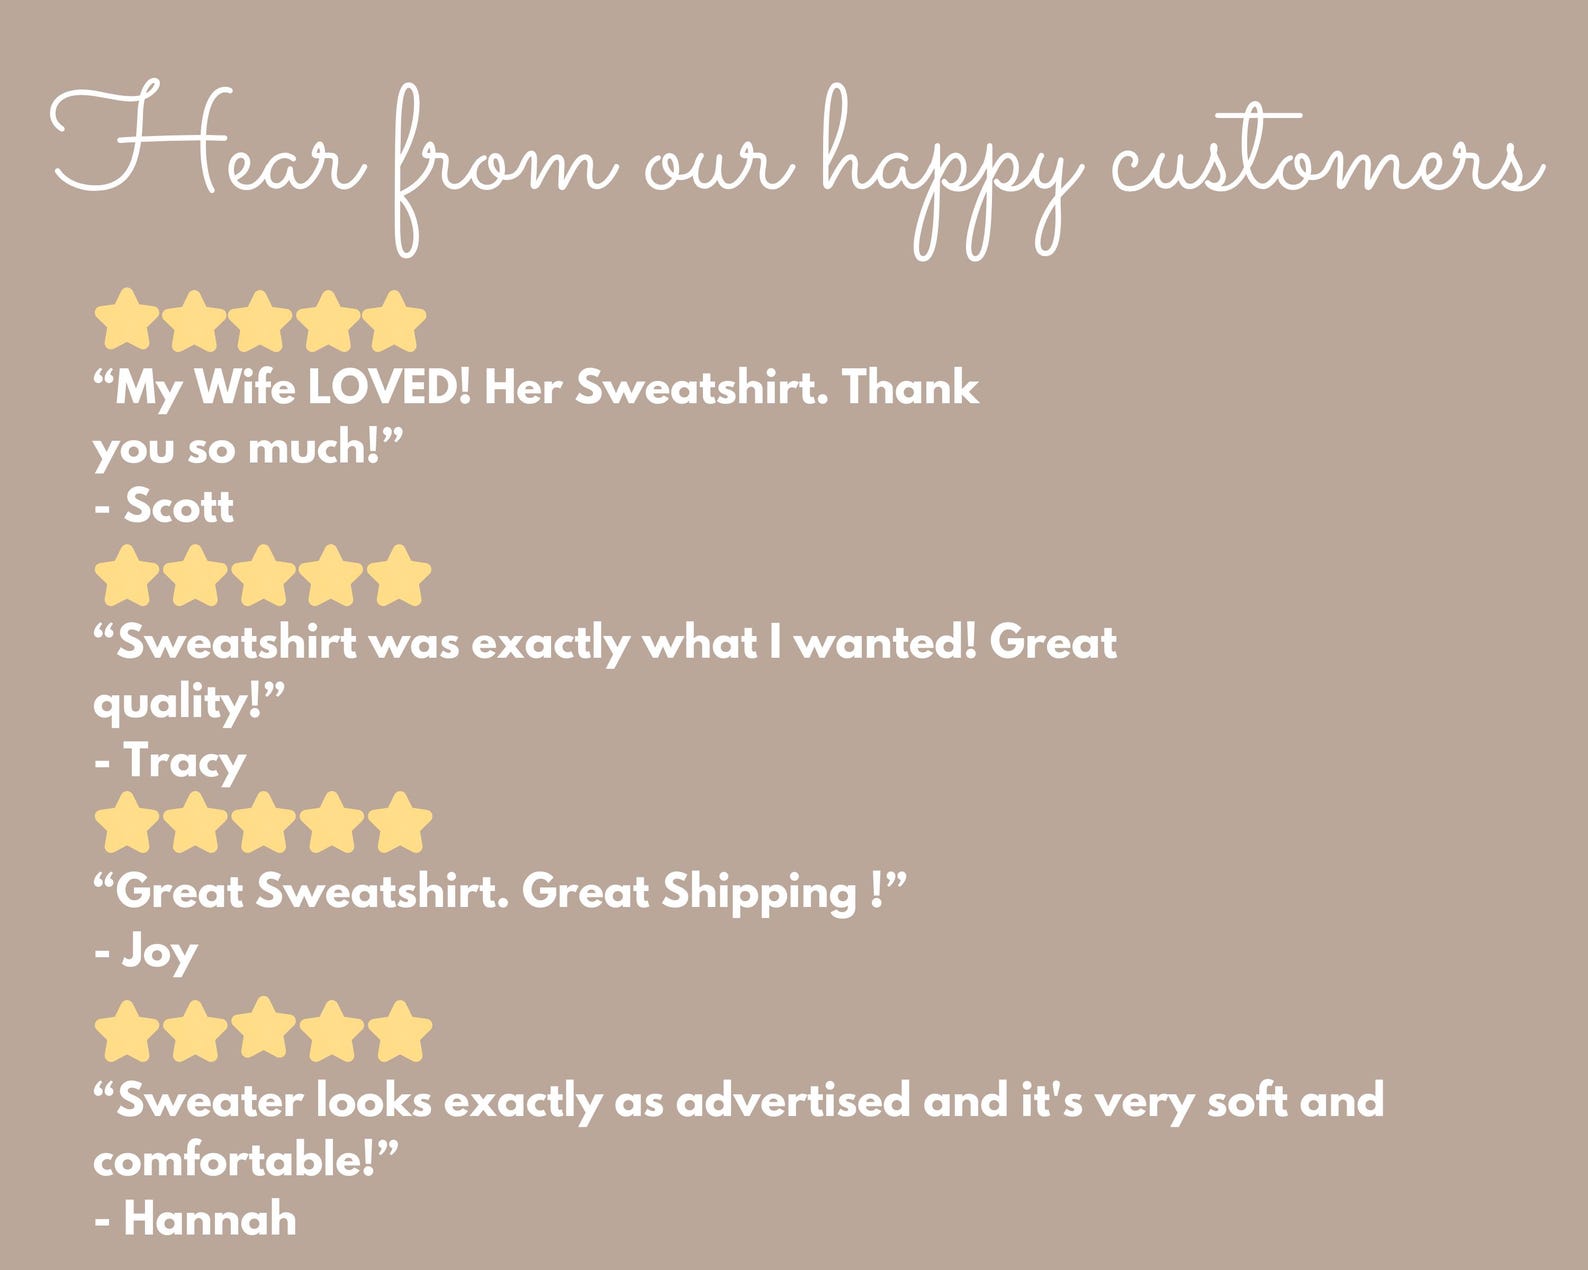 Hear from our happy customers
“My Wife LOVED! Her Sweatshirt. Thank
you so much!”
- Scott
“Sweatshirt was exactly what I wanted! Great
quality!”
- Tracy
“Great Sweatshirt. Great Shipping !”
- Joy
“Sweater looks exactly as advertised and it's very soft and
comfortable!”
- Hannah